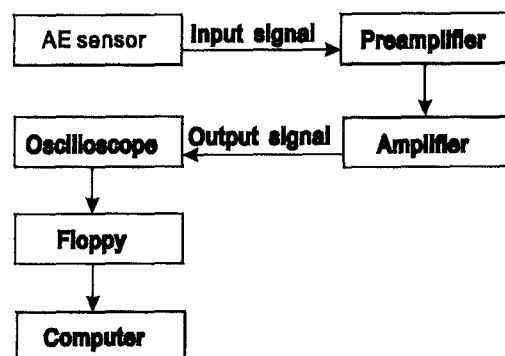 AE sensor
Input signal
Preamplifier
Oscilloscope
Output signal
Amplifier
Floppy
Computer